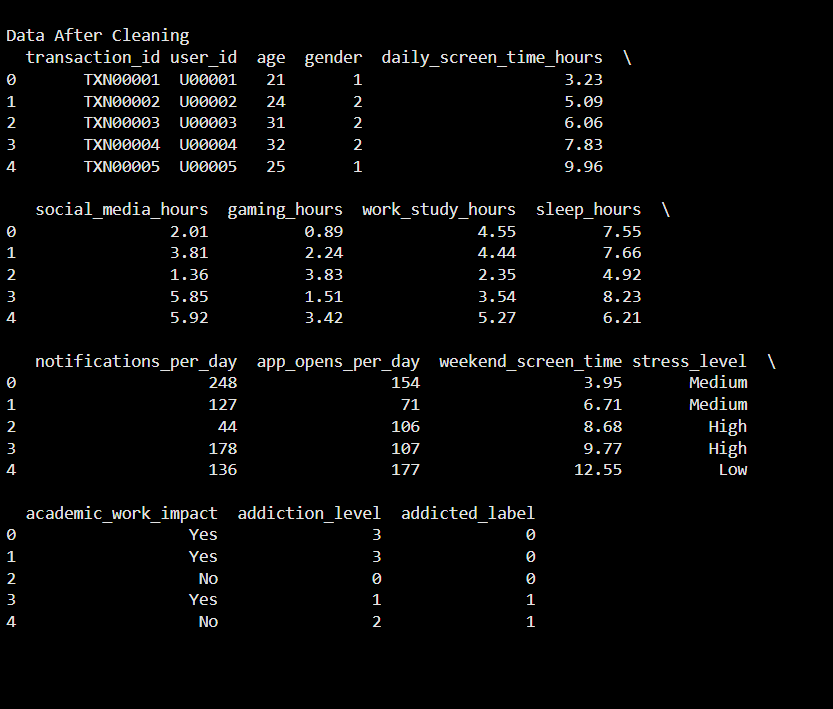 Data After Cleaning
  transaction_id user_id  age  gender  daily_screen_time_hours  \
0       TXN00001  U00001   21       1                     3.23
1       TXN00002  U00002   24       2                     5.09
2       TXN00003  U00003   31       2                     6.06
3       TXN00004  U00004   32       2                     7.83
4       TXN00005  U00005   25       1                     9.96
   social_media_hours  gaming_hours  work_study_hours  sleep_hours  \
0                2.01          0.89              4.55         7.55
1                3.81          2.24              4.44         7.66
2                1.36          3.83              2.35         4.92
3                5.85          1.51              3.54         8.23
4                5.92          3.42              5.27         6.21
   notifications_per_day  app_opens_per_day  weekend_screen_time stress_level  \
0                    248                154                 3.95       Medium
1                    127                 71                 6.71       Medium
2                     44                106                 8.68         High
3                    178                107                 9.77         High
4                    136                177                12.55          Low
  academic_work_impact  addiction_level  addicted_label
0                  Yes                3               0
1                  Yes                3               0
2                   No                0               0
3                  Yes                1               1
4                   No                2               1